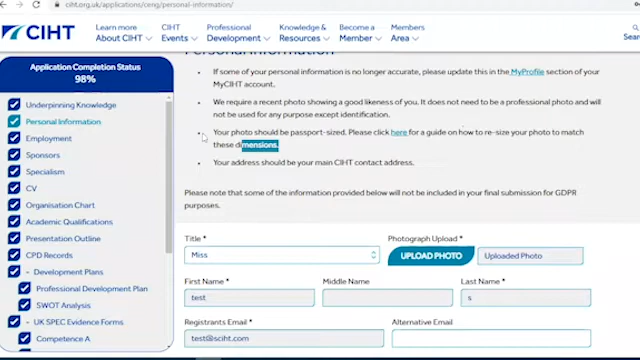 ciht.org.uk/applications/ceng/personal-information/
CIHT
Learn more
About CIHT
CIHT
Events
Professional
Development
Knowledge &
Resources
Become a
Member
Members
Area
Sear
Application Completion Status
98%
Underpinning Knowledge
Personal Information
Employment
Sponsors
Specialism
CV
Organisation Chart
Academic Qualifications
Presentation Outline
CPD Records
- Development Plans
Professional Development Plan
SWOT Analysis
- UK SPEC Evidence Forms
Competence A
Personal Information
• If some of your personal information is no longer accurate, please update this in the MyProfile section of your
MyCIHT account.
• We require a recent photo showing a good likeness of you. It does not need to be a professional photo and will
not be used for any purpose except identification.
• Your photo should be passport-sized. Please click here for a guide on how to re-size your photo to match
these dimensions.
• Your address should be your main CIHT contact address.
Please note that some of the information provided below will not be included in your final submission for GDPR
purposes.
Title *
Miss
Photograph Upload *
UPLOAD PHOTO
Uploaded Photo
First Name *
test
Middle Name
Last Name *
s
Registrants Email *
test@sciht.com
Alternative Email